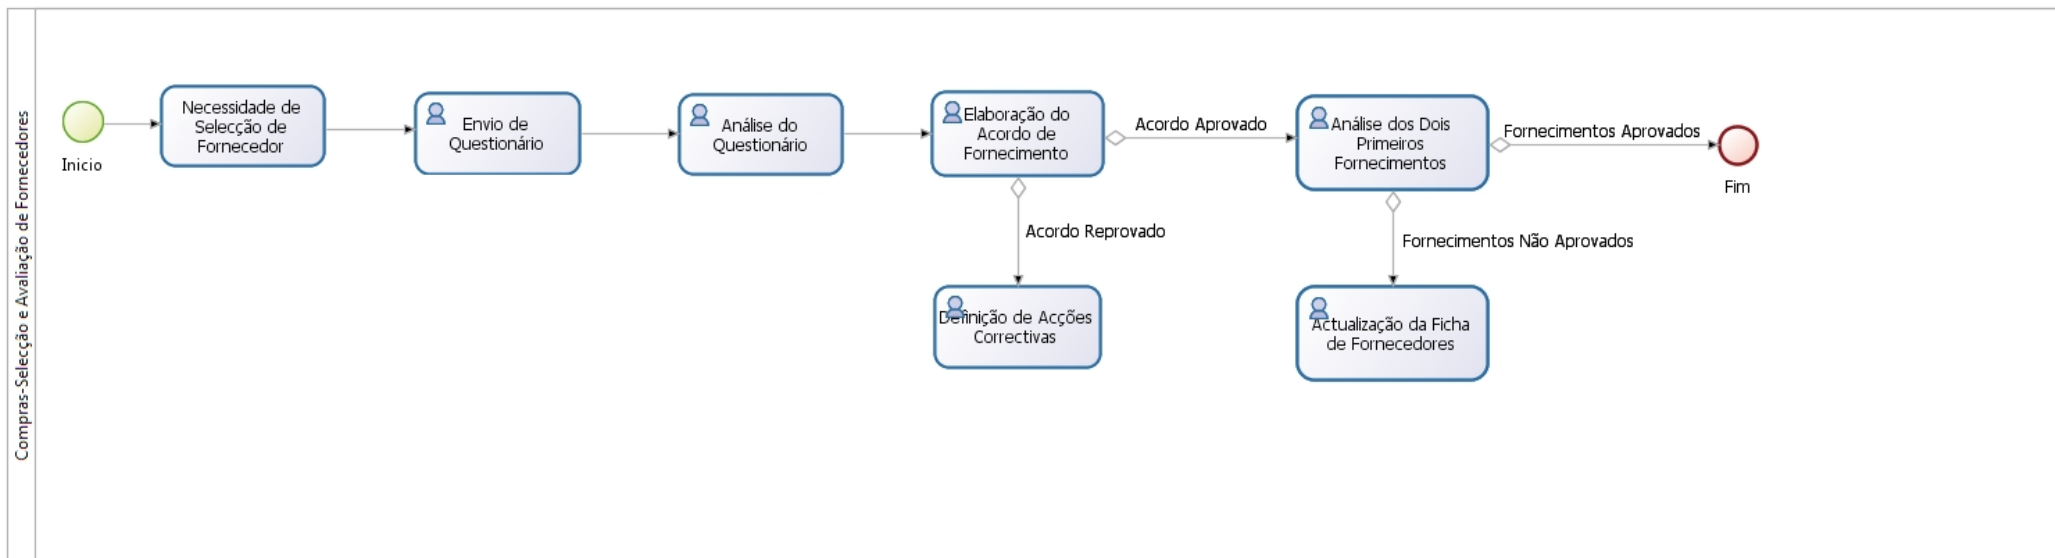 Compras-Selecção e Avaliação de Fornecedores
Inicio
Necessidade de
Selecção de
Fornecedor
Envio de
Questionário
Análise do
Questionário
Elaboração do
Acordo de
Fornecimento
Acordo Aprovado
Análise dos Dois
Primeiros
Fornecimentos
Fornecimentos Aprovados
Fim
Acordo Reprovado
Fornecimentos Não Aprovados
Definição de Acções
Correctivas
Actualização da Ficha
de Fornecedores